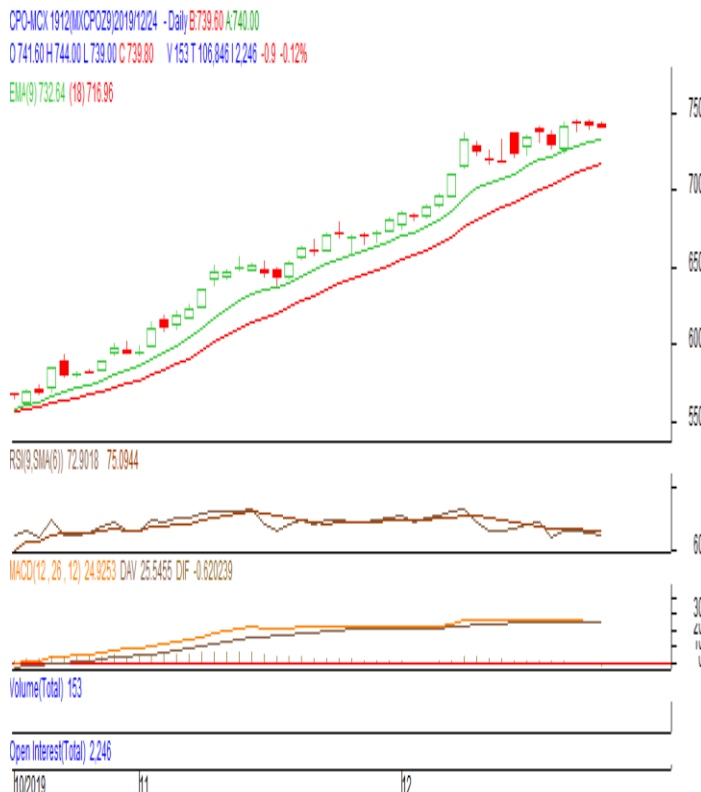 CPO-MCX 1912(MXCPOZ9)2019/12/24 - Daily B:739.60 A:740.00
O 741.60 H 744.00 L 739.00 C 739.80 V 153 T 106,846 I 2,246 -0.9 -0.12%
EMA(9) 732.64 (18) 716.96
750
700
650
600
550
RSI(9,SMA(6)) 72.9018 75.0944
60
MACD(12, 26, 12) 24.9253 DAV 25.5455 DIF -0.620239
30
20
10
0
Volume(Total) 153
Open Interest(Total) 2,246
10/2019 11 12